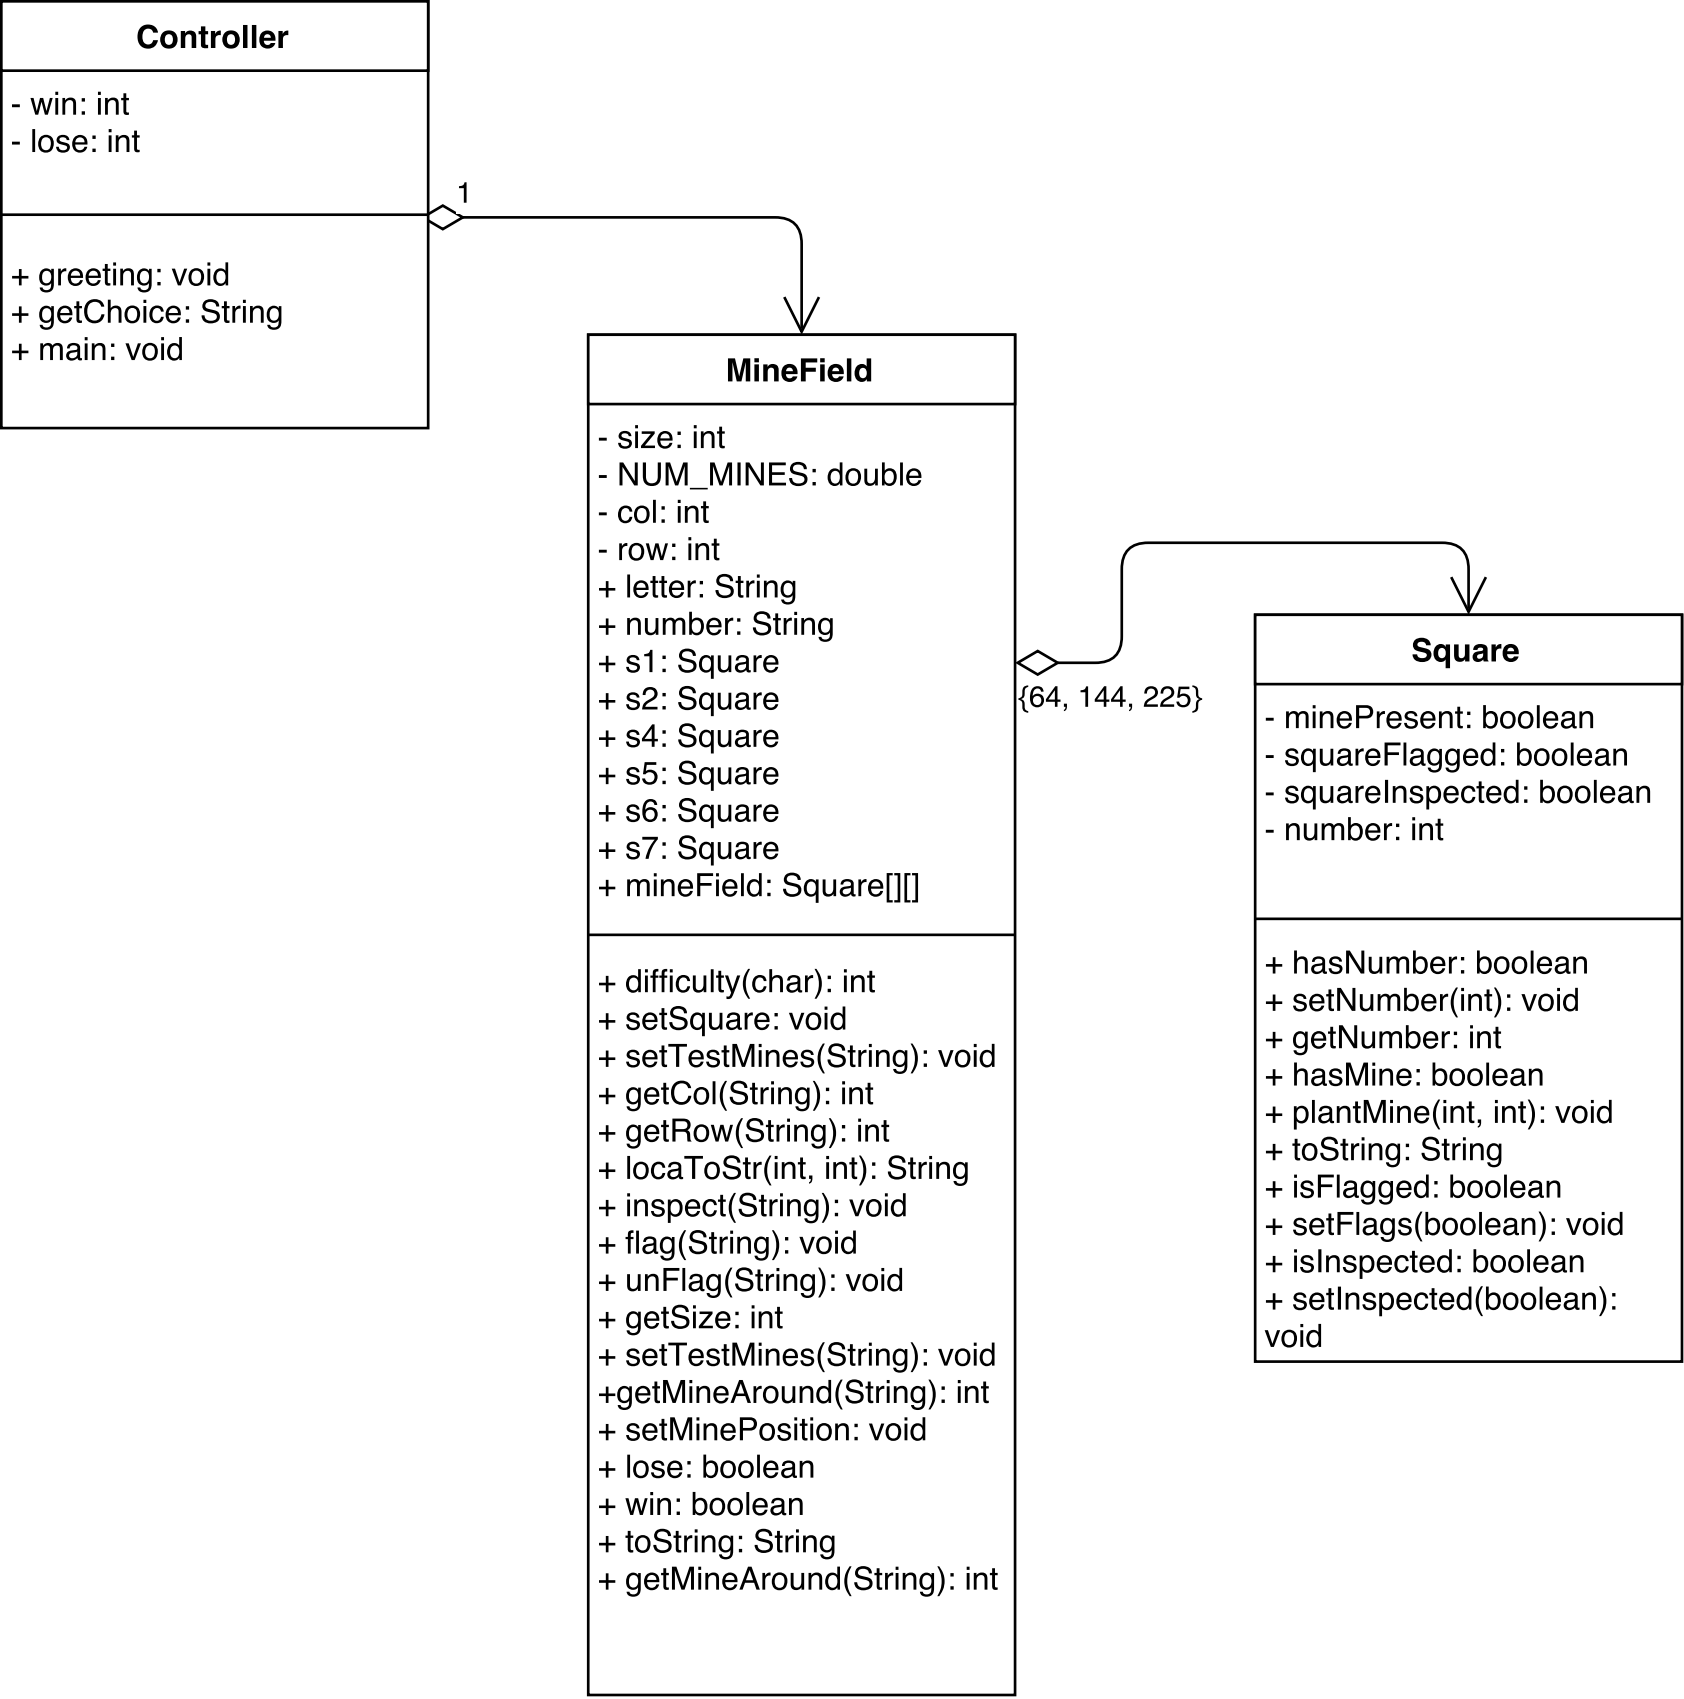 Controller
- win: int
- lose: int
1
+ greeting: void
+ getChoice: String
+ main: void
MineField
- size: int
- NUM_MINES: double
- col: int
- row: int
+ letter: String
+ number: String
+ s1: Square
+ s2: Square
+ s4: Square
+ s5: Square
+ s6: Square
+ s7: Square
+ mineField: Square[][]
+ difficulty(char): int
+ setSquare: void
+ setTestMines(String): void
+ getCol(String): int
+ getRow(String): int
+ locaToStr(int, int): String
+ inspect(String): void
+ flag(String): void
+ unFlag(String): void
+ getSize: int
+ setTestMines(String): void
+getMineAround(String): int
+ setMinePosition: void
+ lose: boolean
+ win: boolean
+ toString: String
+ getMineAround(String): int
{64, 144, 225}
Square
- minePresent: boolean
- squareFlagged: boolean
- squareInspected: boolean
- number: int
+ hasNumber: boolean
+ setNumber(int): void
+ getNumber: int
+ hasMine: boolean
+ plantMine(int, int): void
+ toString: String
+ isFlagged: boolean
+ setFlags(boolean): void
+ isInspected: boolean
+ setInspected(boolean):
void